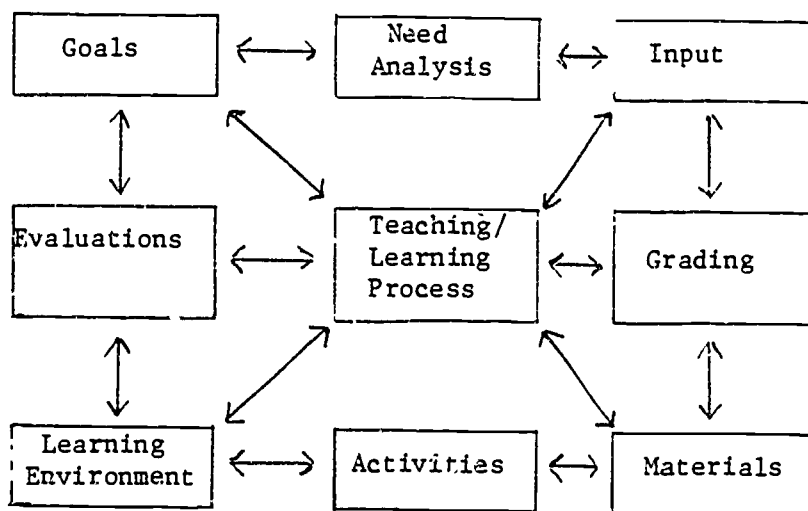 Goals
Need
Analysis
Input
Evaluations
Teaching/
Learning
Process
Grading
Learning
Environment
Activities
Materials